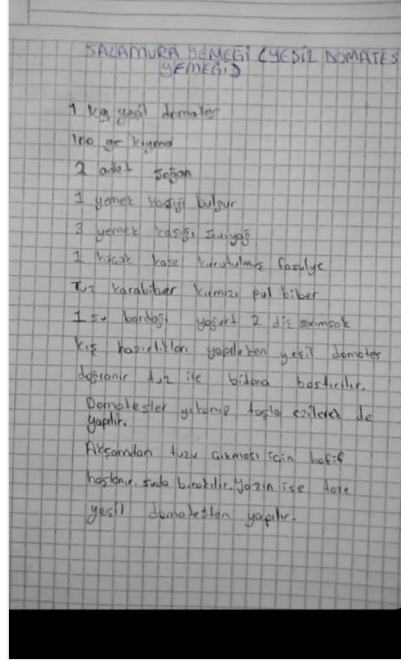 SALAMURA YEMEĞİ (YEŞİL DOMATES
YEMEĞİ)
1 kg yeşil domates
100 gr kıyma
2 adet soğan
1 yemek kaşığı bulgur
3 yemek kaşığı sıvıyağ
1 küçük kase kurutulmuş fasulye
Tuz karabiber kırmızı pul biber
1 su bardağı yoğurt 2 diş sarımsak
Kış hazırlıkları yapılırken yeşil domates
doğranır tuz ile bidona bastırılır.
Domatesler yıkanıp taşla ezilerek de
yapılır.
Akşamdan tuzu çıkması için hafif
haşlanır, suda bırakılır. Yazın ise taze
yeşil domatesten yapılır.